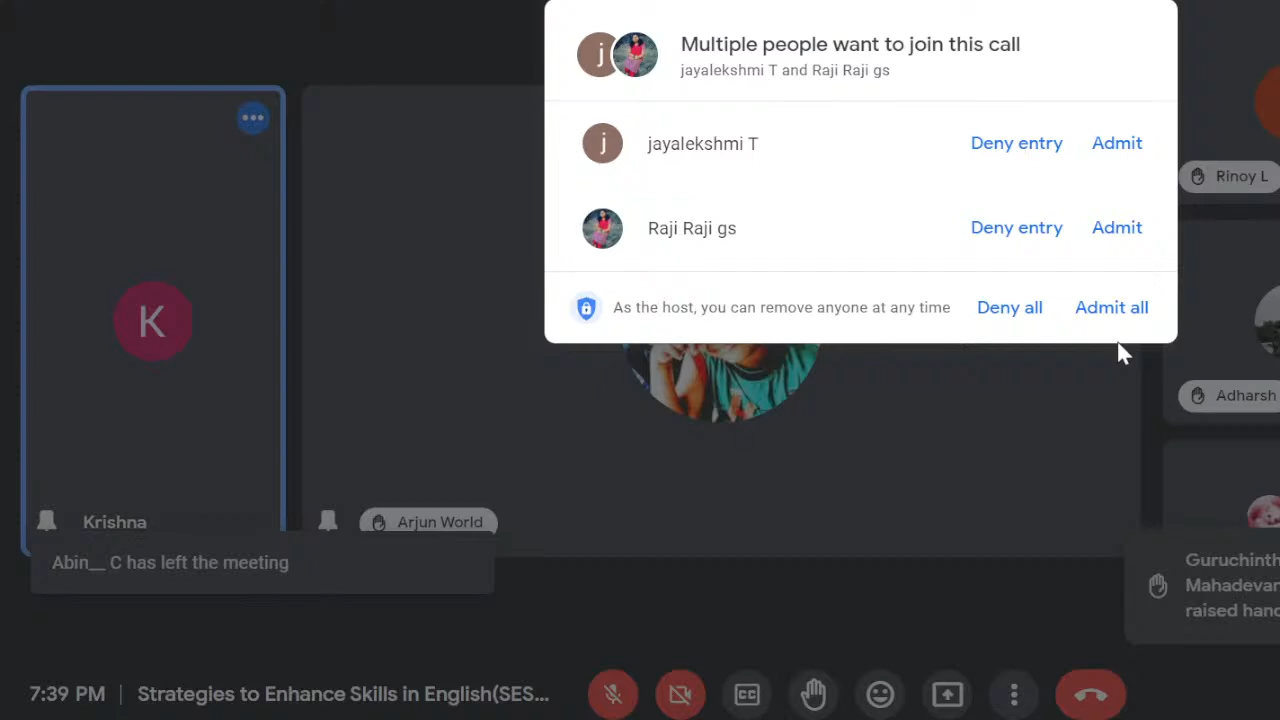 j
Multiple people want to join this call
jayalekshmi T and Raji Raji gs
j
jayalekshmi T
Deny entry
Admit
Raji Raji gs
Deny entry
Admit
As the host, you can remove anyone at any time
Deny all
Admit all
Rinoy L
K
Adharsh
Krishna
Arjun World
Abin__ C has left the meeting
Guruchinth
Mahadevan
raised hand
7:39 PM | Strategies to Enhance Skills in English(SES...
CC